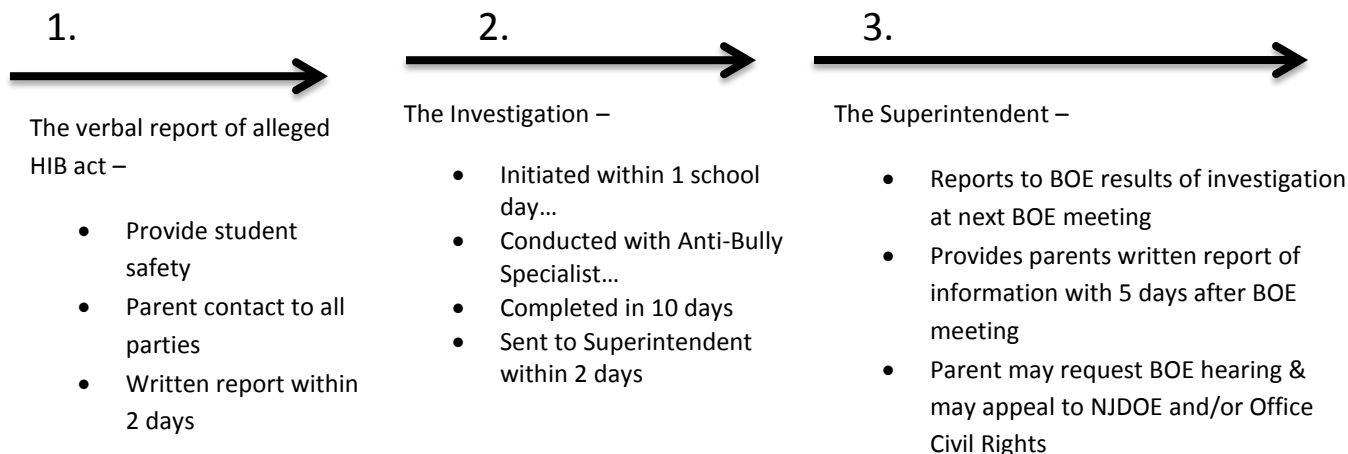 1.
The verbal report of alleged
HIB act –
• Provide student
safety
• Parent contact to all
parties
• Written report within
2 days
2.
The Investigation –
• Initiated within 1 school
day…
• Conducted with Anti-Bully
Specialist…
• Completed in 10 days
• Sent to Superintendent
within 2 days
3.
The Superintendent –
• Reports to BOE results of investigation
at next BOE meeting
• Provides parents written report of
information with 5 days after BOE
meeting
• Parent may request BOE hearing &
may appeal to NJDOE and/or Office
Civil Rights